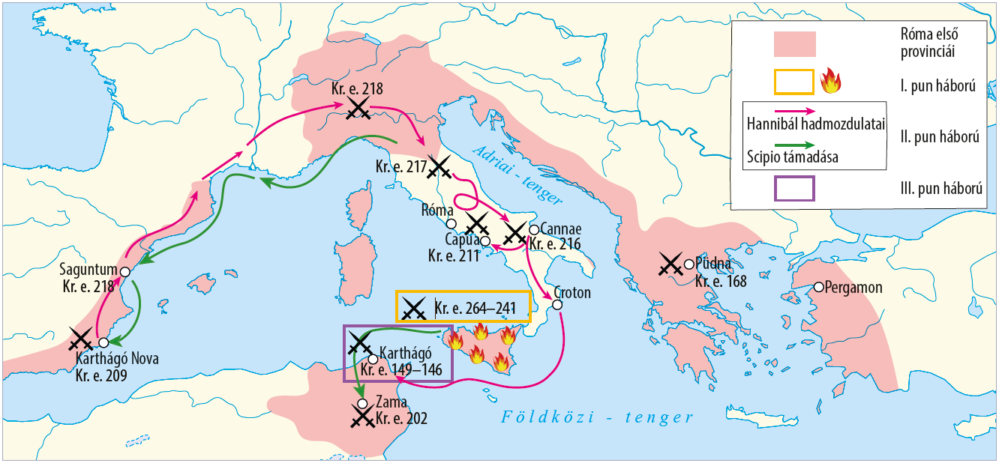 Róma első
provinciái
I. pun háború
Hannibál hadmozdulatai
II. pun háború
Scipio támadása
III. pun háború
Kr. e. 218
Kr. e. 217
Adriai - tenger
Róma
Cannae
Kr. e. 216
Capua
Kr. e. 211
Saguntum
Kr. e. 218
Püdna
Kr. e. 168
Pergamon
Croton
Kr. e. 264–241
Karthágó Nova
Kr. e. 209
Karthágó
Kr. e. 149–146
Zama
Kr. e. 202
Földközi - tenger